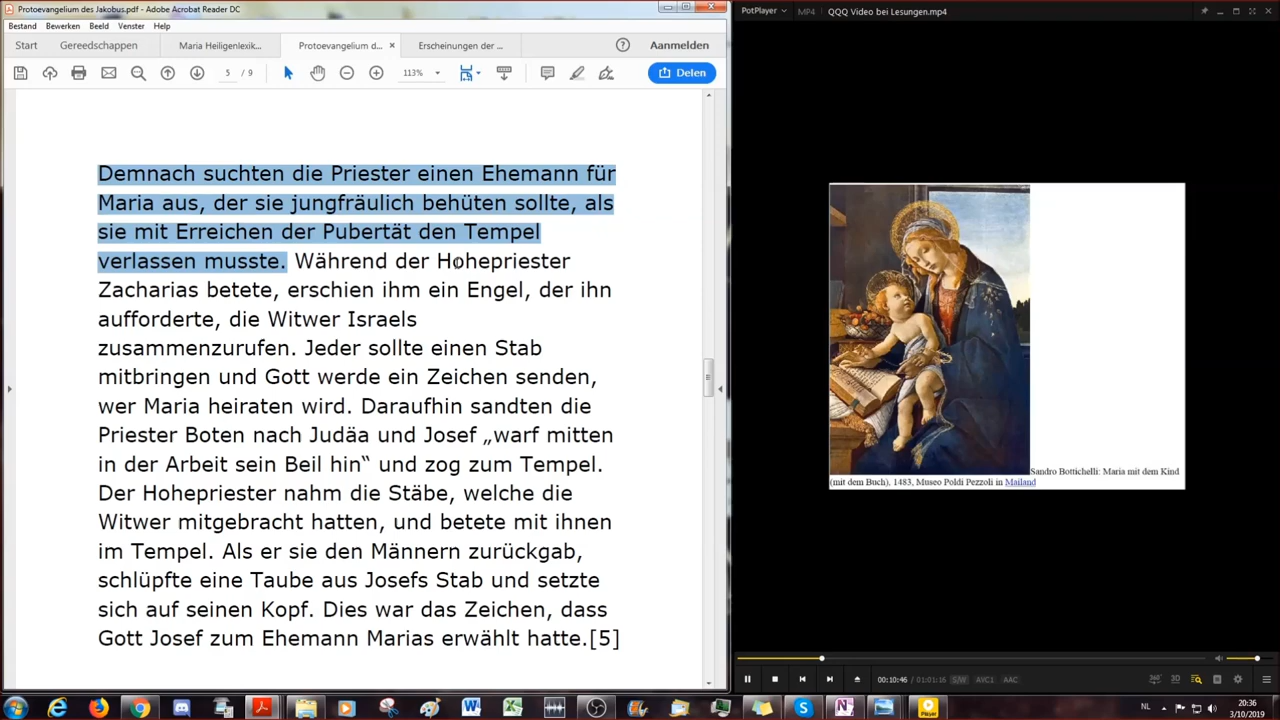 Protoevangelium des Jakobus.pdf - Adobe Acrobat Reader DC
Bestand Bewerken Beeld Venster Help
Start Gereedschappen Maria Heiligenlexik... Protoevangelium d... × Erscheinungen der ... Anmelden
5 / 9 113% Delen
Demnach suchten die Priester einen Ehemann für
Maria aus, der sie jungfräulich behüten sollte, als
sie mit Erreichen der Pubertät den Tempel
verlassen musste. Während der Hohepriester
Zacharias betete, erschien ihm ein Engel, der ihn
aufforderte, die Witwer Israels
zusammenzurufen. Jeder sollte einen Stab
mitbringen und Gott werde ein Zeichen senden,
wer Maria heiraten wird. Daraufhin sandten die
Priester Boten nach Judäa und Josef „warf mitten
in der Arbeit sein Beil hin“ und zog zum Tempel.
Der Hohepriester nahm die Stäbe, welche die
Witwer mitgebracht hatten, und betete mit ihnen
im Tempel. Als er sie den Männern zurückgab,
schlüpfte eine Taube aus Josefs Stab und setzte
sich auf seinen Kopf. Dies war das Zeichen, dass
Gott Josef zum Ehemann Marias erwählt hatte.[5]
PotPlayer MP4 QQQ Video bei Lesungen.mp4
Sandro Bottichelli: Maria mit dem Kind
(mit dem Buch), 1483, Museo Poldi Pezzoli in Mailand
00:10:46 / 01:01:16 S/W AVC1 AAC
360° 3D
NL 20:36
3/10/2019